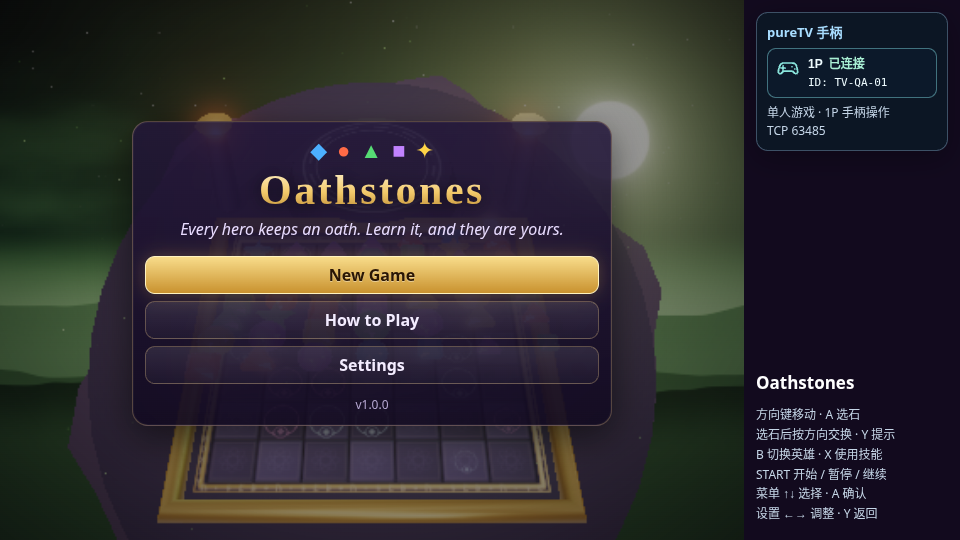 Oathstones
Every hero keeps an oath. Learn it, and they are yours.
New Game
How to Play
Settings
v1.0.0
pureTV 手柄
1P 已连接
ID: TV-QA-01
单人游戏 · 1P 手柄操作
TCP 63485
Oathstones
方向键移动 · A 选石
选石后按方向交换 · Y 提示
B 切换英雄 · X 使用技能
START 开始 / 暂停 / 继续
菜单 ↑↓ 选择 · A 确认
设置 ←→ 调整 · Y 返回